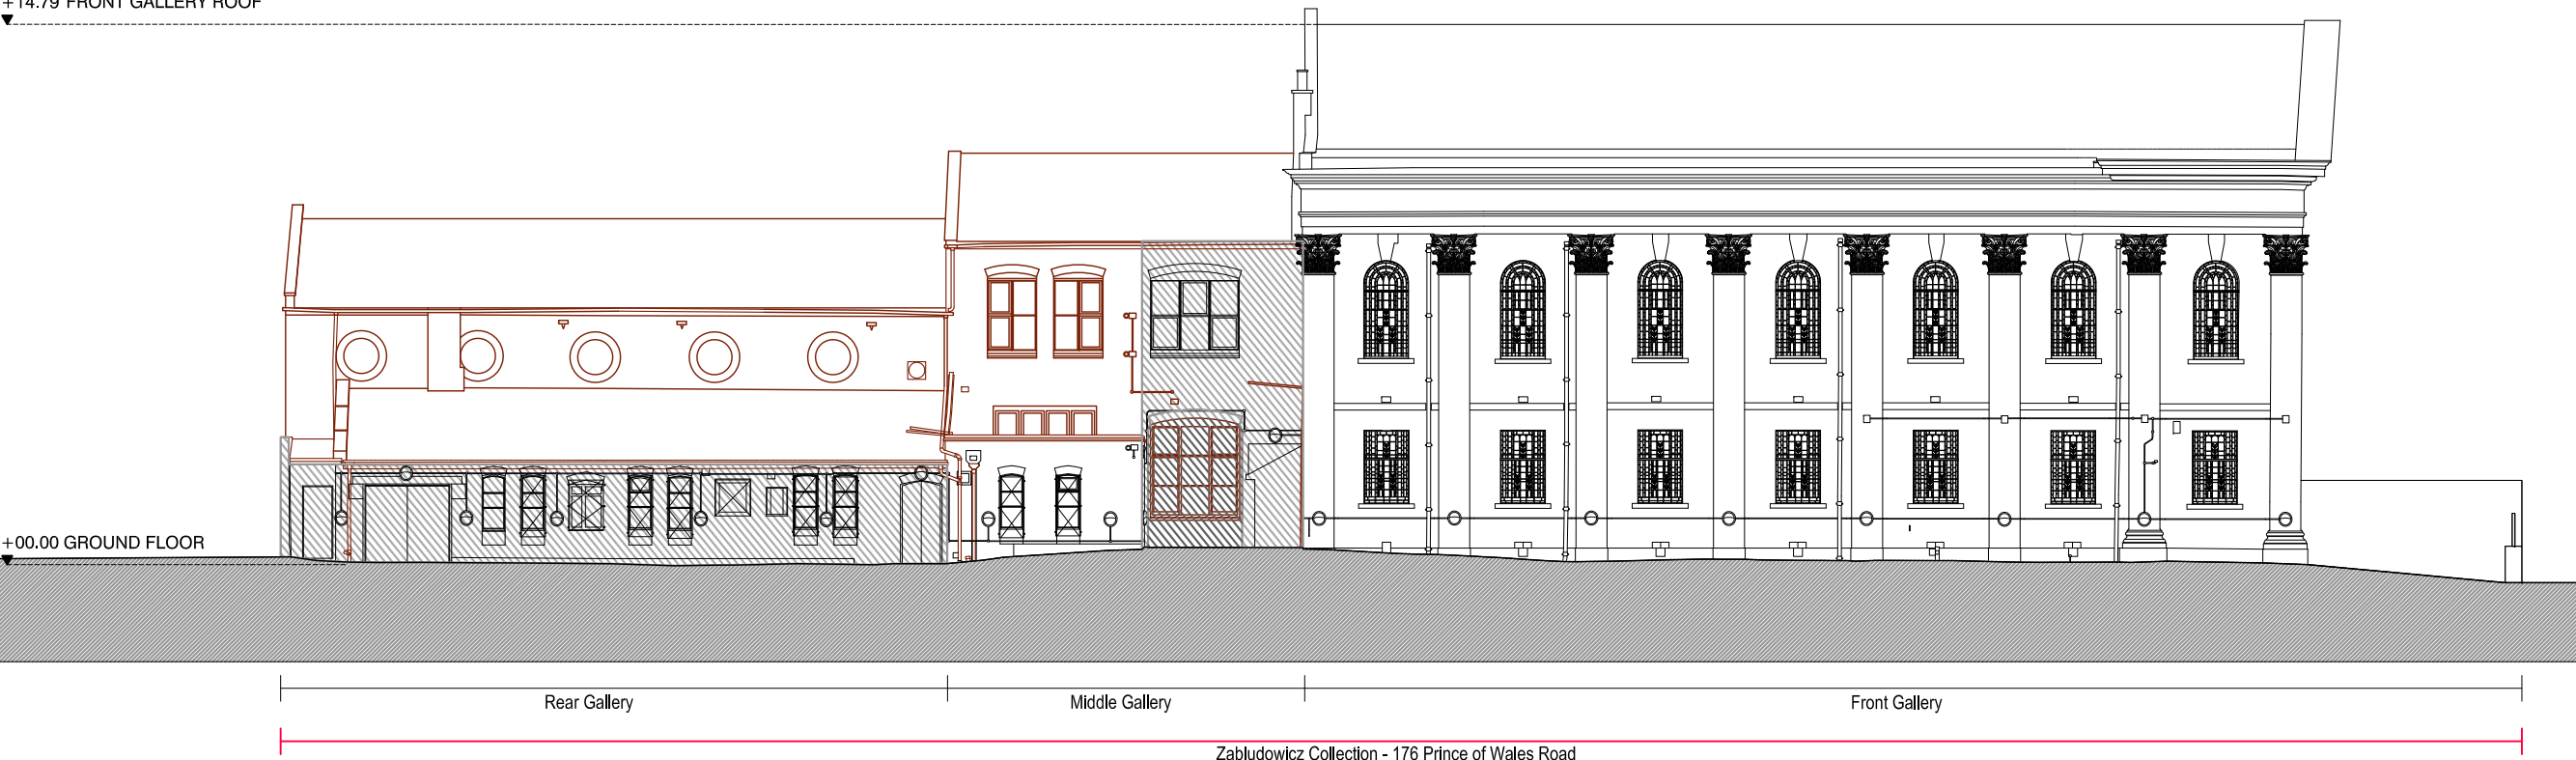 +14.79 FRONT GALLERY ROOF
+00.00 GROUND FLOOR
Rear Gallery
Middle Gallery
Front Gallery
Zabludowicz Collection - 176 Prince of Wales Road